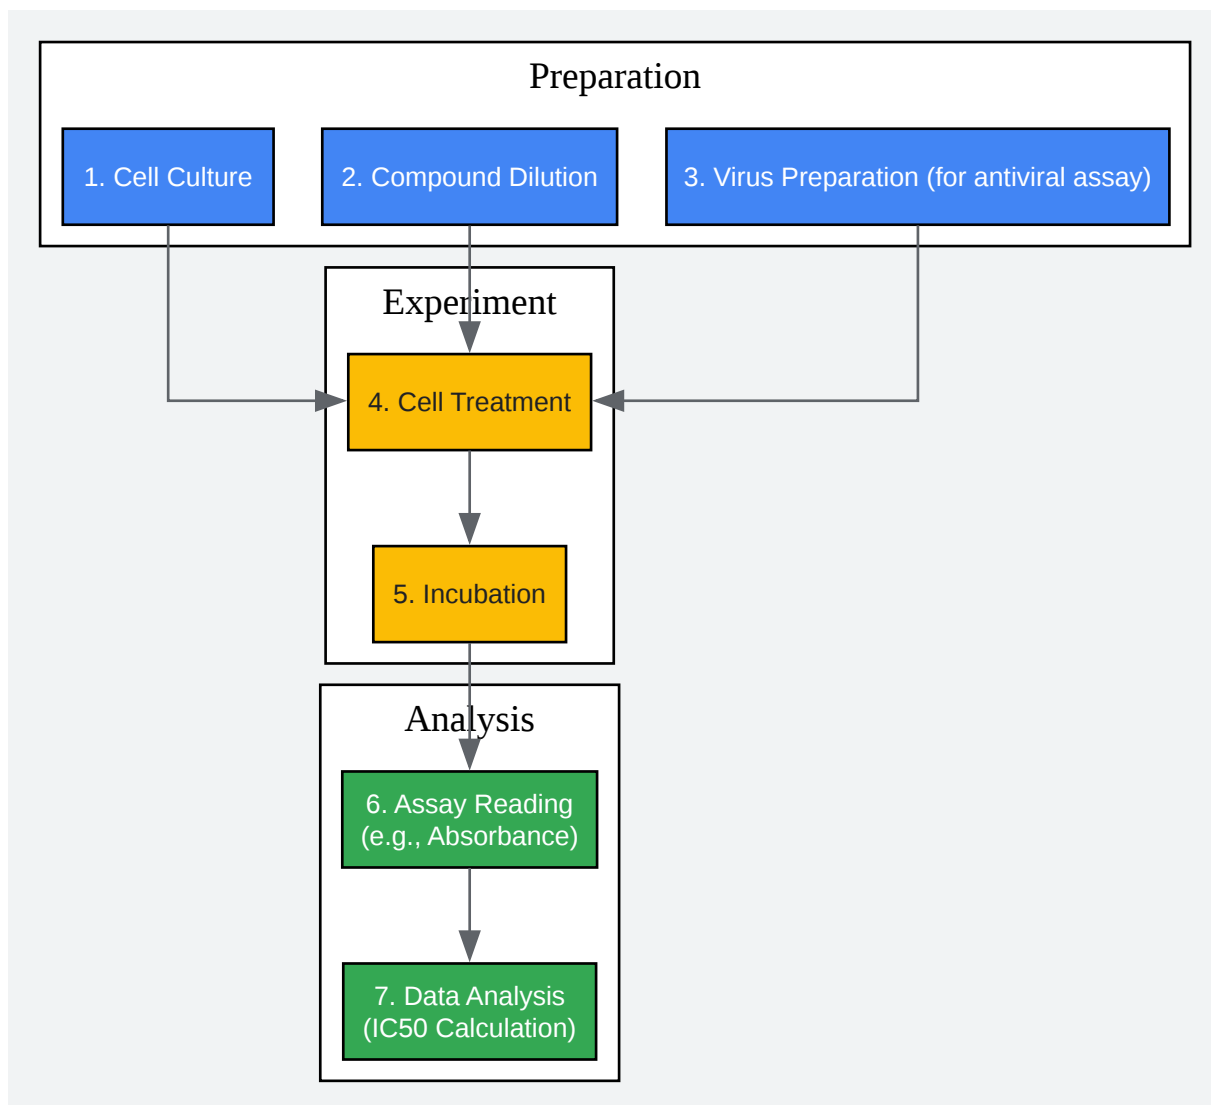 Preparation
1. Cell Culture
2. Compound Dilution
3. Virus Preparation (for antiviral assay)
Experiment
4. Cell Treatment
5. Incubation
Analysis
6. Assay Reading
(e.g., Absorbance)
7. Data Analysis
(IC50 Calculation)